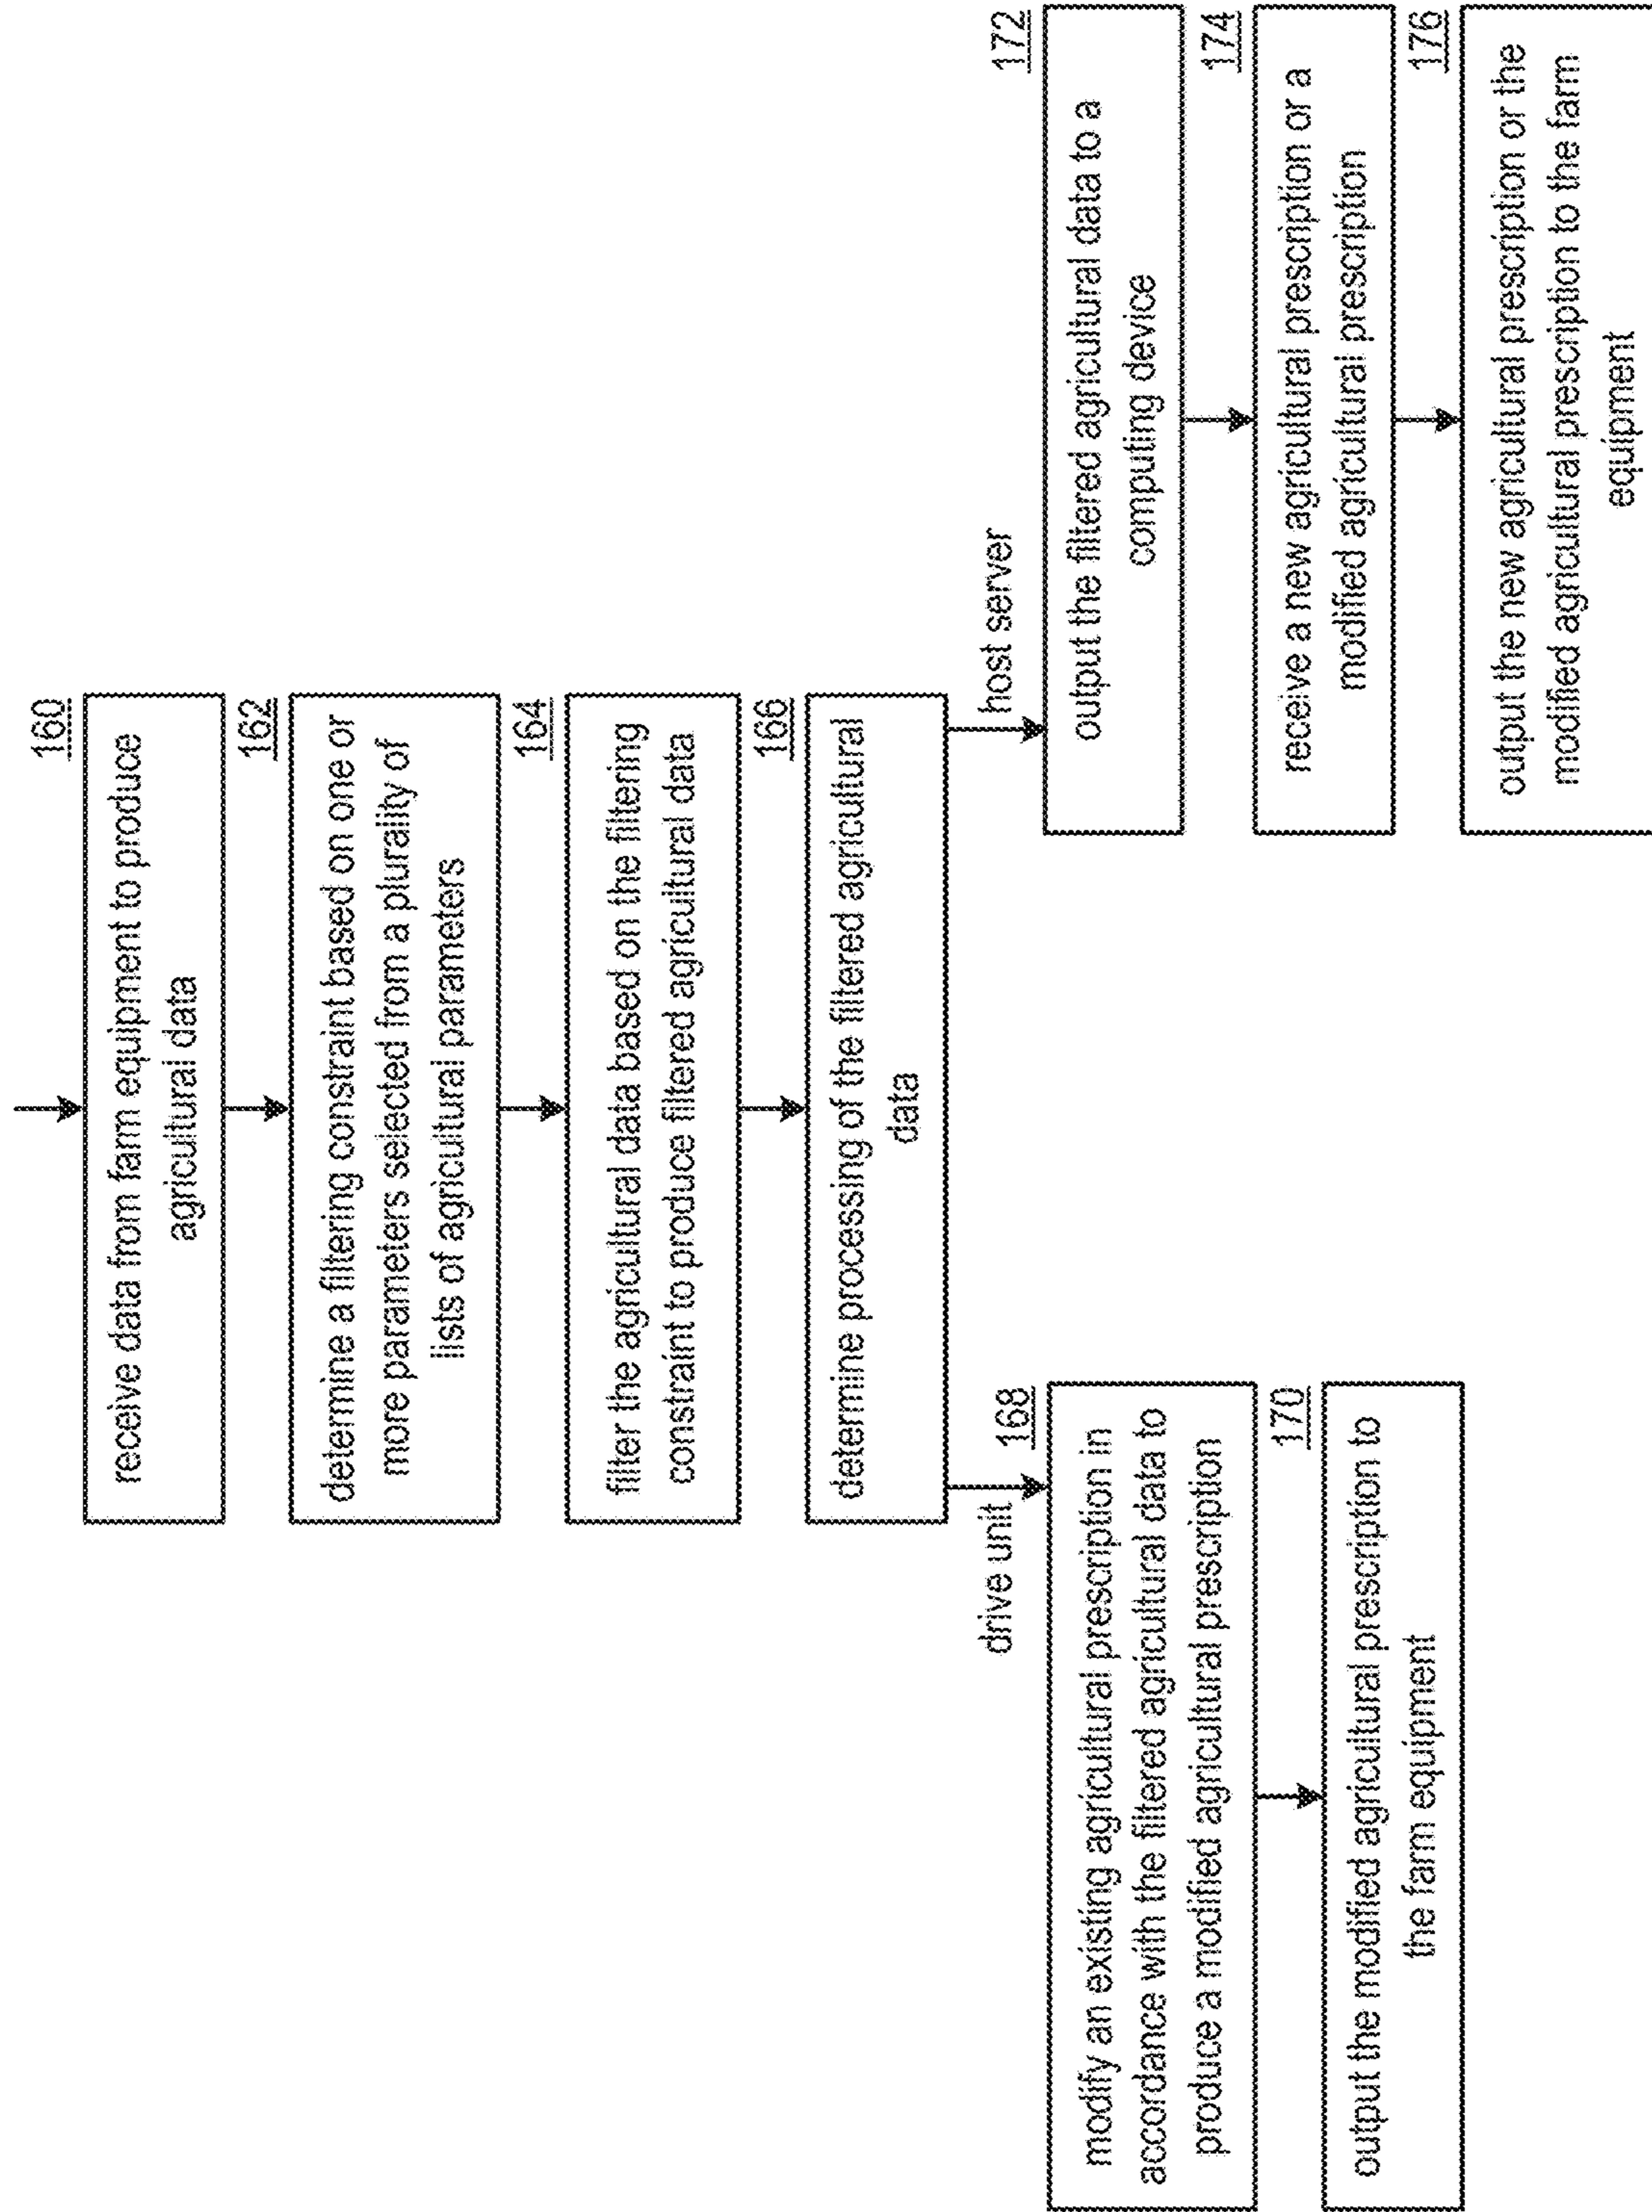 160
receive data from farm equipment to produce
agricultural data
162
determine a filtering constraint based on one or
more parameters selected from a plurality of
lists of agricultural parameters
164
filter the agricultural data based on the filtering
constraint to produce filtered agricultural data
166
determine processing of the filtered agricultural
data
drive unit
168
modify an existing agricultural prescription in
accordance with the filtered agricultural data to
produce a modified agricultural prescription
170
output the modified agricultural prescription to
the farm equipment
host server
172
output the filtered agricultural data to a
computing device
174
receive a new agricultural prescription or a
modified agricultural prescription
176
output the new agricultural prescription or the
modified agricultural prescription to the farm
equipment